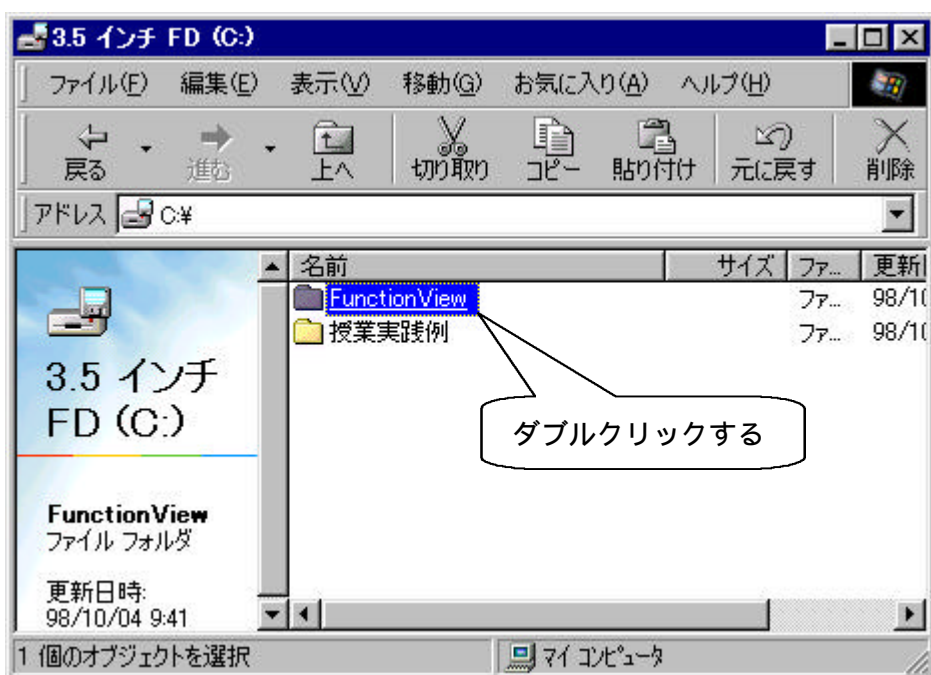 3.5 インチ FD (C:)
ファイル(F) 編集(E) 表示(V) 移動(G) お気に入り(A) ヘルプ(H)
戻る 進む 上へ 切り取り コピー 貼り付け 元に戻す 削除
アドレス C:¥
名前 サイズ ファ... 更新
FunctionView ファ... 98/10
授業実践例 ファ... 98/10
3.5 インチ
FD (C:)
ダブルクリックする
FunctionView
ファイル フォルダ
更新日時:
98/10/04 9:41
1 個のオブジェクトを選択 マイ コンピュータ